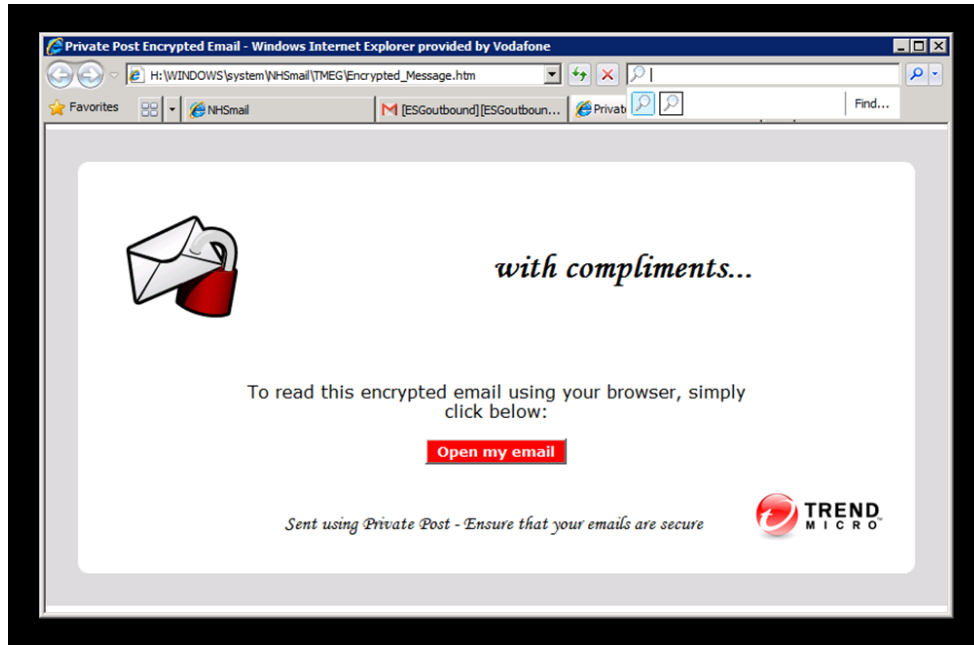 Private Post Encrypted Email - Windows Internet Explorer provided by Vodafone
H:\WINDOWS\system\NHSmail\TMEG\Encrypted_Message.htm
Favorites
NHSmail
[ESGoutbound][ESGoutboun...
Privat
Find...
with compliments...
To read this encrypted email using your browser, simply
click below:
Open my email
Sent using Private Post - Ensure that your emails are secure
TREND
MICRO™